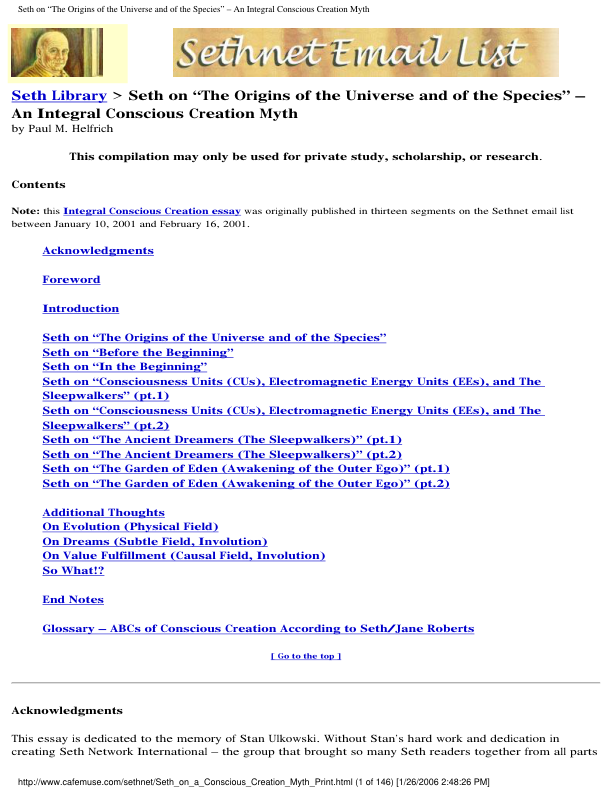 Seth on “The Origins of the Universe and of the Species” – An Integral Conscious Creation Myth
Sethnet Email List
Seth Library > Seth on “The Origins of the Universe and of the Species” –
An Integral Conscious Creation Myth
by Paul M. Helfrich
This compilation may only be used for private study, scholarship, or research.
Contents
Note: this Integral Conscious Creation essay was originally published in thirteen segments on the Sethnet email list
between January 10, 2001 and February 16, 2001.
Acknowledgments
Foreword
Introduction
Seth on “The Origins of the Universe and of the Species”
Seth on “Before the Beginning”
Seth on “In the Beginning”
Seth on “Consciousness Units (CUs), Electromagnetic Energy Units (EEs), and The
Sleepwalkers” (pt.1)
Seth on “Consciousness Units (CUs), Electromagnetic Energy Units (EEs), and The
Sleepwalkers” (pt.2)
Seth on “The Ancient Dreamers (The Sleepwalkers)” (pt.1)
Seth on “The Ancient Dreamers (The Sleepwalkers)” (pt.2)
Seth on “The Garden of Eden (Awakening of the Outer Ego)” (pt.1)
Seth on “The Garden of Eden (Awakening of the Outer Ego)” (pt.2)
Additional Thoughts
On Evolution (Physical Field)
On Dreams (Subtle Field, Involution)
On Value Fulfillment (Causal Field, Involution)
So What!?
End Notes
Glossary – ABCs of Conscious Creation According to Seth/Jane Roberts
[ Go to the top ]
Acknowledgments
This essay is dedicated to the memory of Stan Ulkowski. Without Stan's hard work and dedication in
creating Seth Network International – the group that brought so many Seth readers together from all parts
http://www.cafemuse.com/sethnet/Seth_on_a_Conscious_Creation_Myth_Print.html (1 of 146) [1/26/2006 2:48:26 PM]